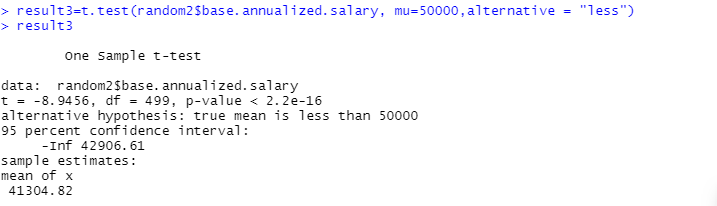 > result3=t.test(random2$base.annualized.salary, mu=50000,alternative = "less")
> result3
One Sample t-test
data:  random2$base.annualized.salary
t = -8.9456, df = 499, p-value < 2.2e-16
alternative hypothesis: true mean is less than 50000
95 percent confidence interval:
-Inf 42906.61
sample estimates:
mean of x
41304.82